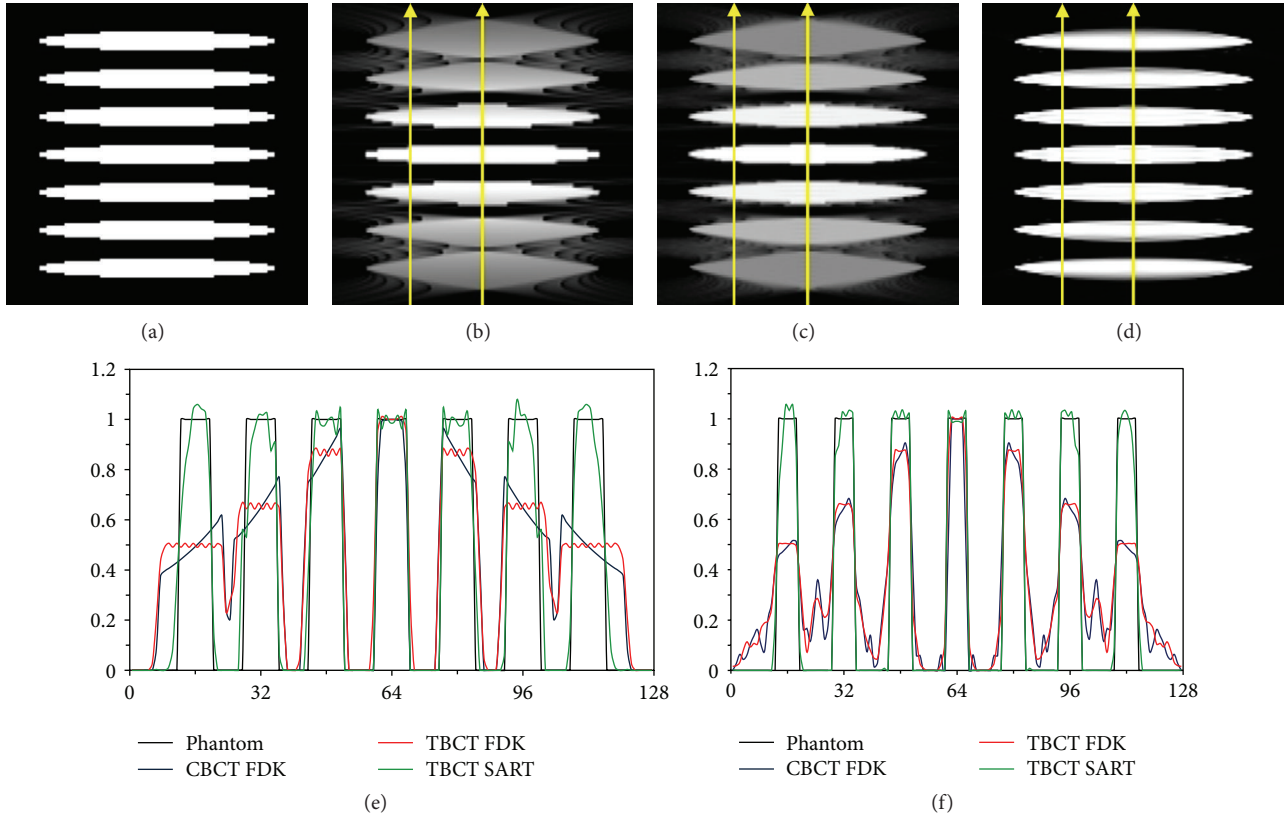 (a)
(b)
(c)
(d)
1.2
1
0.8
0.6
0.4
0.2
0
0
32
64
96
128
Phantom
CBCT FDK
TBCT FDK
TBCT SART
(e)
1.2
1
0.8
0.6
0.4
0.2
0
0
32
64
96
128
Phantom
CBCT FDK
TBCT FDK
TBCT SART
(f)